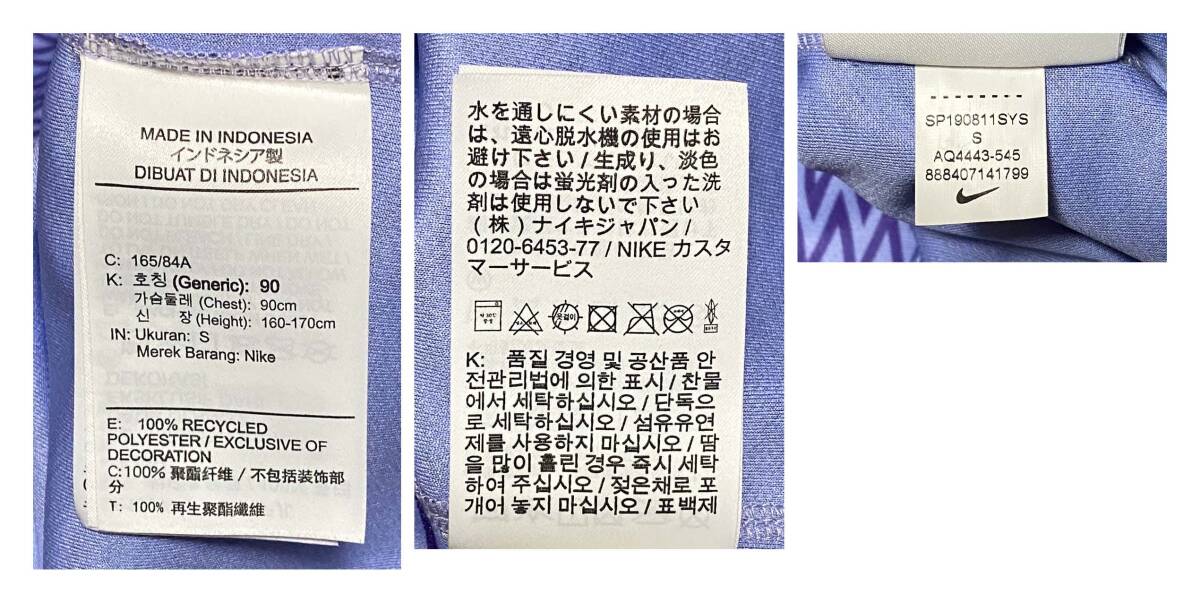 MADE IN INDONESIA
インドネシア製
DIBUAT DI INDONESIA
C: 165/84A
K: 호칭 (Generic): 90
가슴둘레 (Chest): 90cm
신 장 (Height): 160-170cm
IN: Ukuran: S
Merek Barang: Nike
E: 100% RECYCLED
POLYESTER / EXCLUSIVE OF
DECORATION
C:100% 聚酯纤维 / 不包括装饰部
分
T: 100% 再生聚酯纖維
水を通しにくい素材の場合
は、遠心脱水機の使用はお
避け下さい / 生成り、淡色
の場合は蛍光剤の入った洗
剤は使用しないで下さい
(株) ナイキジャパン /
0120-6453-77 / NIKE カスタ
マーサービス
K: 품질 경영 및 공산품 안
전관리법에 의한 표시 / 찬물
에서 세탁하십시오 / 단독으
로 세탁하십시오 / 섬유유연
제를 사용하지 마십시오 / 땀
을 많이 흘린 경우 즉시 세탁
하여 주십시오 / 젖은채로 포
개어 놓지 마십시오 / 표백제
SP190811SYS
S
AQ4443-545
888407141799